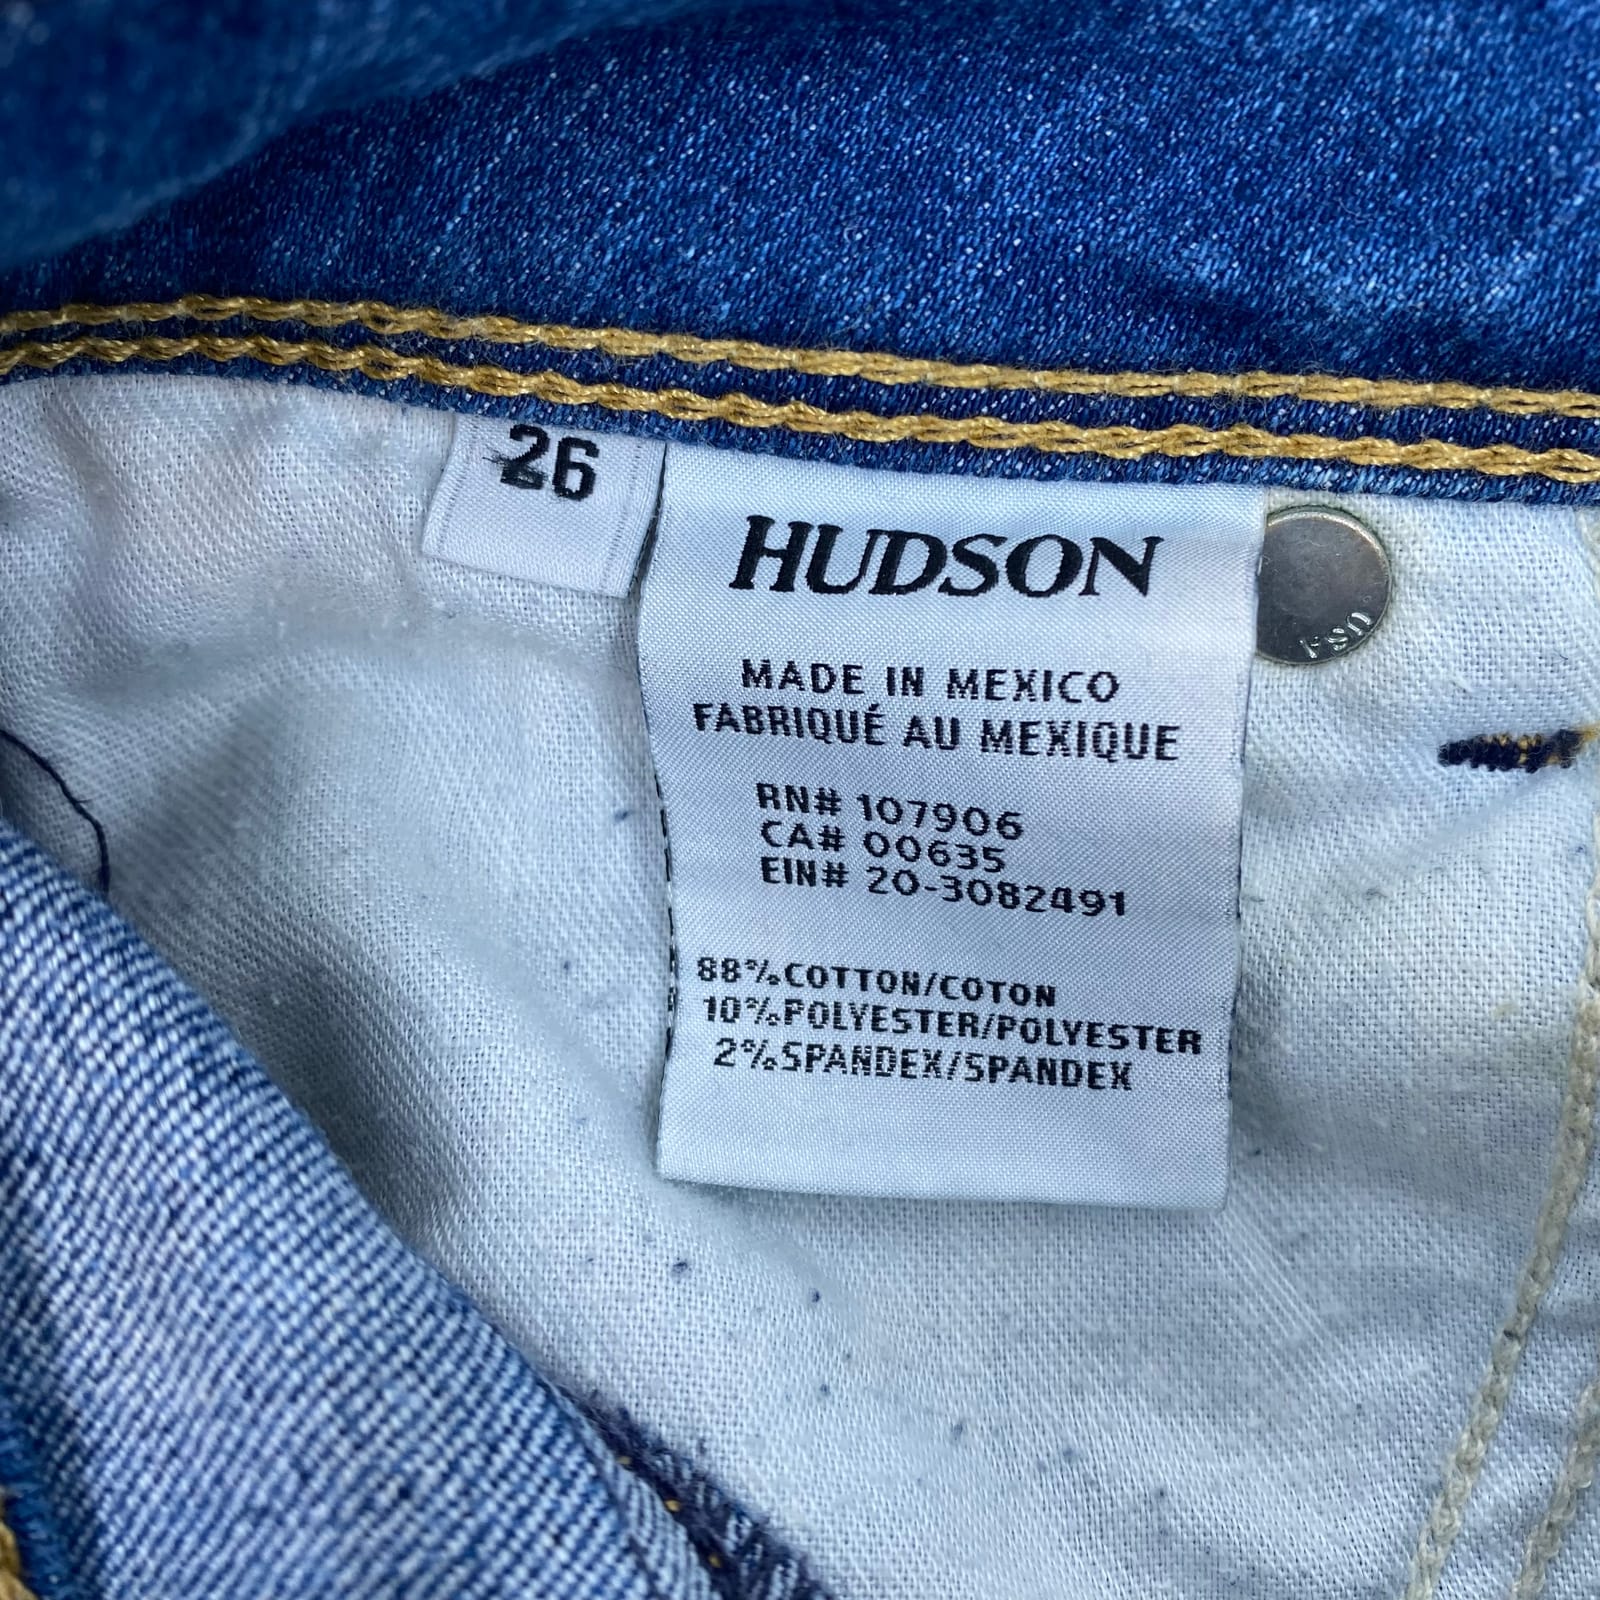 26
HUDSON
MADE IN MEXICO
FABRIQUÉ AU MEXIQUE
RN# 107906
CA# 00635
EIN# 20-3082491
88%COTTON/COTON
10%POLYESTER/POLYESTER
2%SPANDEX/SPANDEX
USA